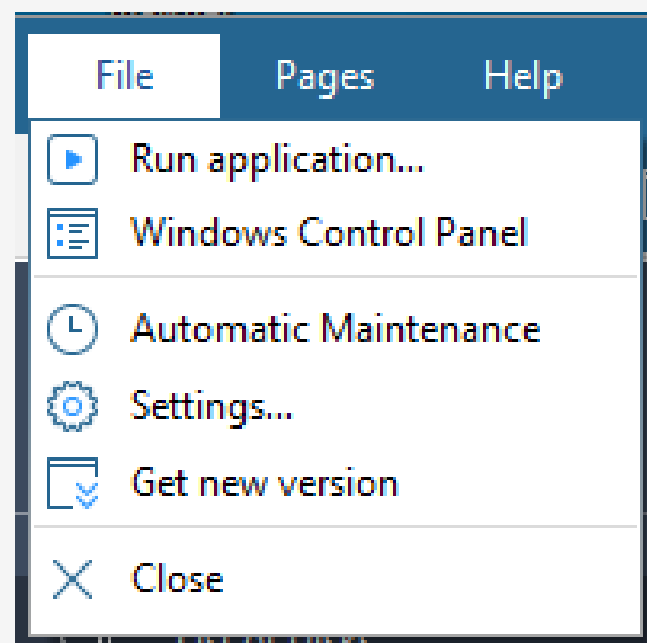 File Pages Help
Run application...
Windows Control Panel
Automatic Maintenance
Settings...
Get new version
Close